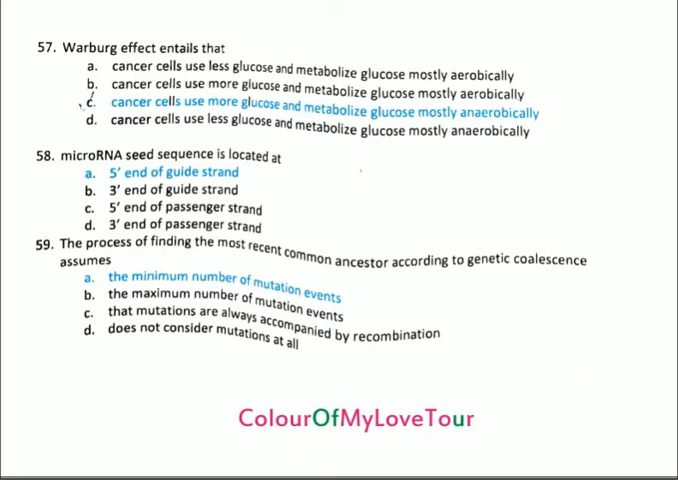 57. Warburg effect entails that
a. cancer cells use less glucose and metabolize glucose mostly aerobically
b. cancer cells use more glucose and metabolize glucose mostly aerobically
c. cancer cells use more glucose and metabolize glucose mostly anaerobically
d. cancer cells use less glucose and metabolize glucose mostly anaerobically
58. microRNA seed sequence is located at
a. 5’ end of guide strand
b. 3’ end of guide strand
c. 5’ end of passenger strand
d. 3’ end of passenger strand
59. The process of finding the most recent common ancestor according to genetic coalescence
assumes
a. the minimum number of mutation events
b. the maximum number of mutation events
c. that mutations are always accompanied by recombination
d. does not consider mutations at all
ColourOfMyLoveTour